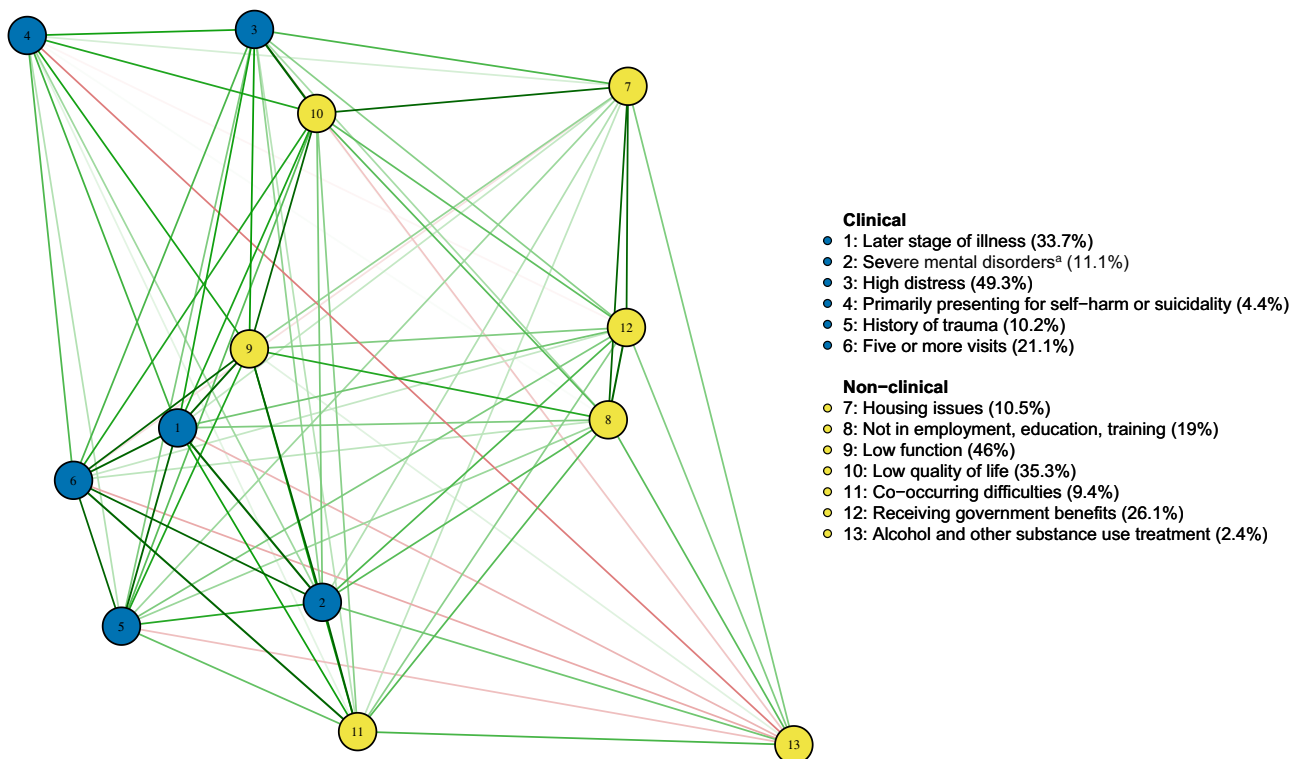 4
3
7
10
12
9
8
1
6
2
5
11
13
Clinical
1: Later stage of illness (33.7%)
2: Severe mental disordersᵃ (11.1%)
3: High distress (49.3%)
4: Primarily presenting for self−harm or suicidality (4.4%)
5: History of trauma (10.2%)
6: Five or more visits (21.1%)
Non−clinical
7: Housing issues (10.5%)
8: Not in employment, education, training (19%)
9: Low function (46%)
10: Low quality of life (35.3%)
11: Co−occurring difficulties (9.4%)
12: Receiving government benefits (26.1%)
13: Alcohol and other substance use treatment (2.4%)